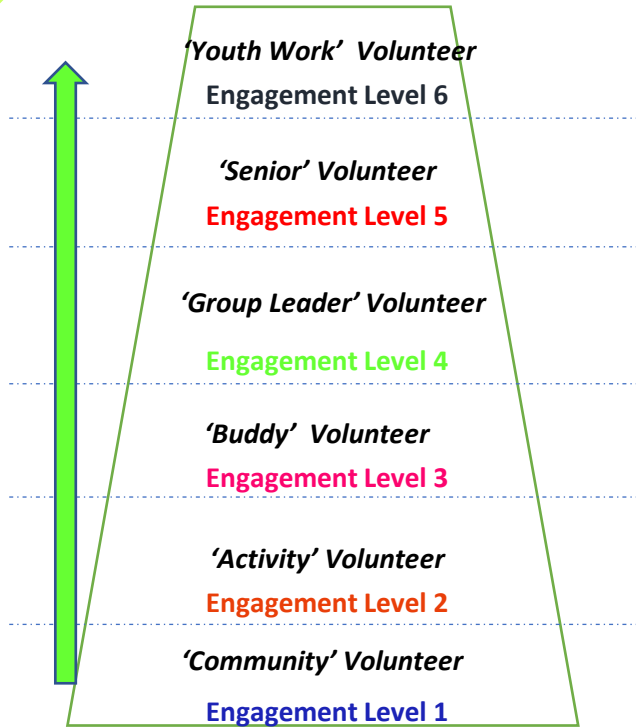 ‘Youth Work’ Volunteer
Engagement Level 6
‘Senior’ Volunteer
Engagement Level 5
‘Group Leader’ Volunteer
Engagement Level 4
‘Buddy’ Volunteer
Engagement Level 3
‘Activity’ Volunteer
Engagement Level 2
‘Community’ Volunteer
Engagement Level 1